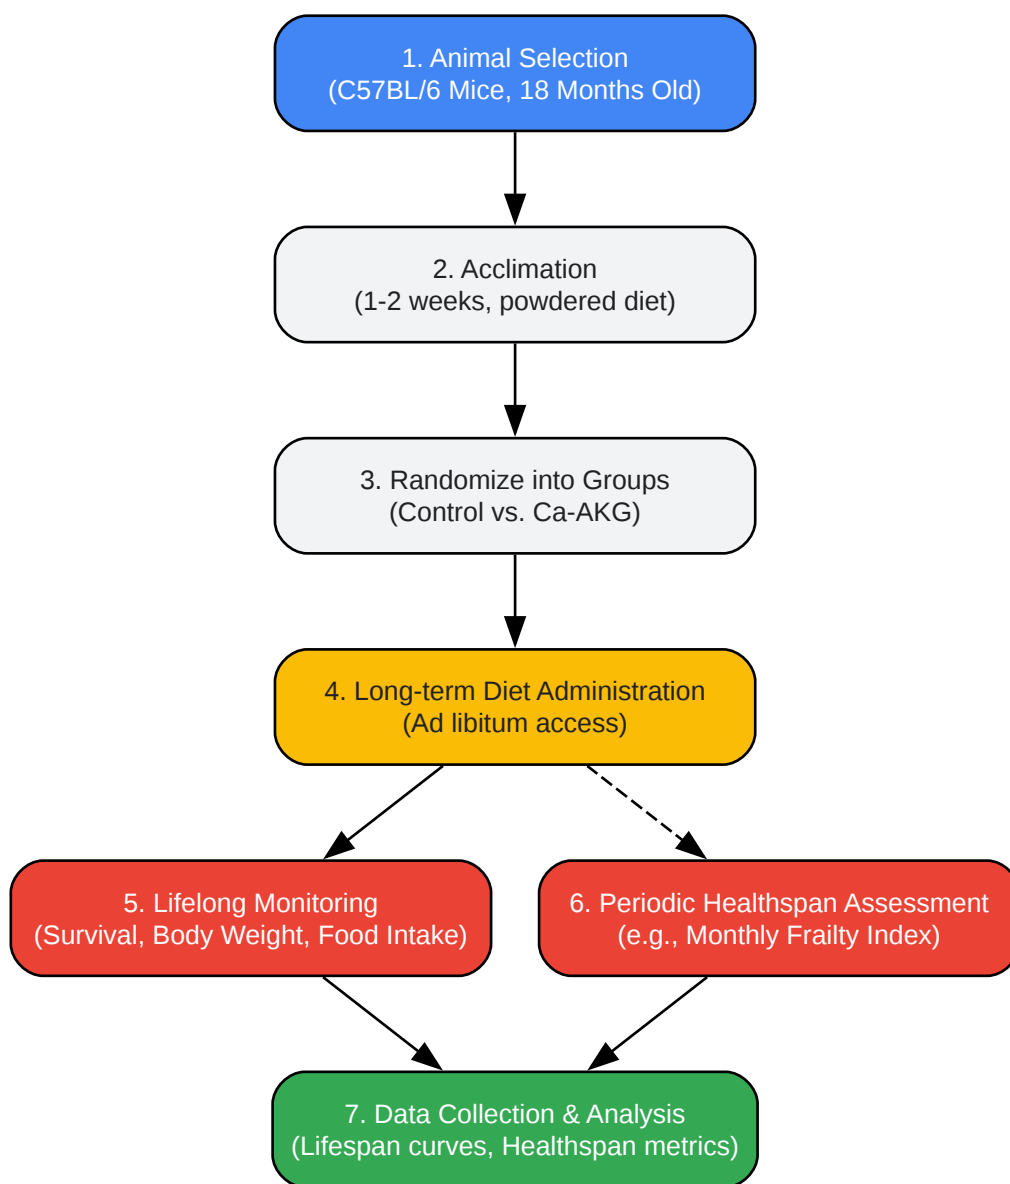 1. Animal Selection
(C57BL/6 Mice, 18 Months Old)
2. Acclimation
(1-2 weeks, powdered diet)
3. Randomize into Groups
(Control vs. Ca-AKG)
4. Long-term Diet Administration
(Ad libitum access)
5. Lifelong Monitoring
(Survival, Body Weight, Food Intake)
6. Periodic Healthspan Assessment
(e.g., Monthly Frailty Index)
7. Data Collection & Analysis
(Lifespan curves, Healthspan metrics)